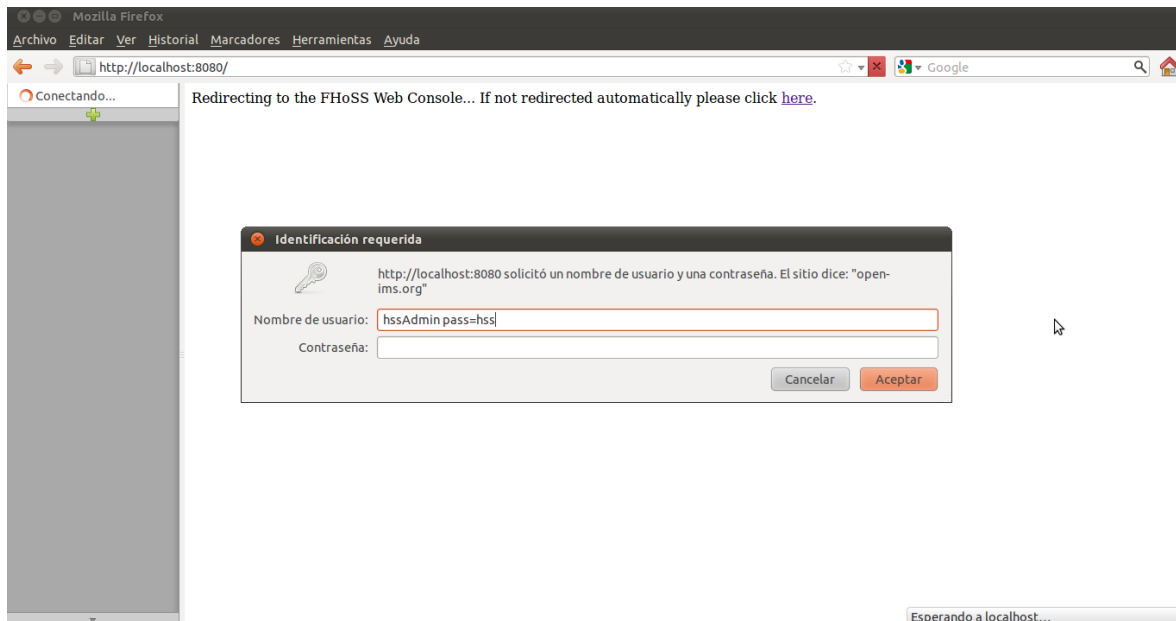 Mozilla Firefox
Archivo Editar Ver Historial Marcadores Herramientas Ayuda
http://localhost:8080/
Google
Conectando...
Redirecting to the FHoSS Web Console... If not redirected automatically please click here.
Identificación requerida
http://localhost:8080 solicitó un nombre de usuario y una contraseña. El sitio dice: "open-
ims.org"
Nombre de usuario: hssAdmin pass=hss
Contraseña:
Cancelar Aceptar
Esperando a localhost...